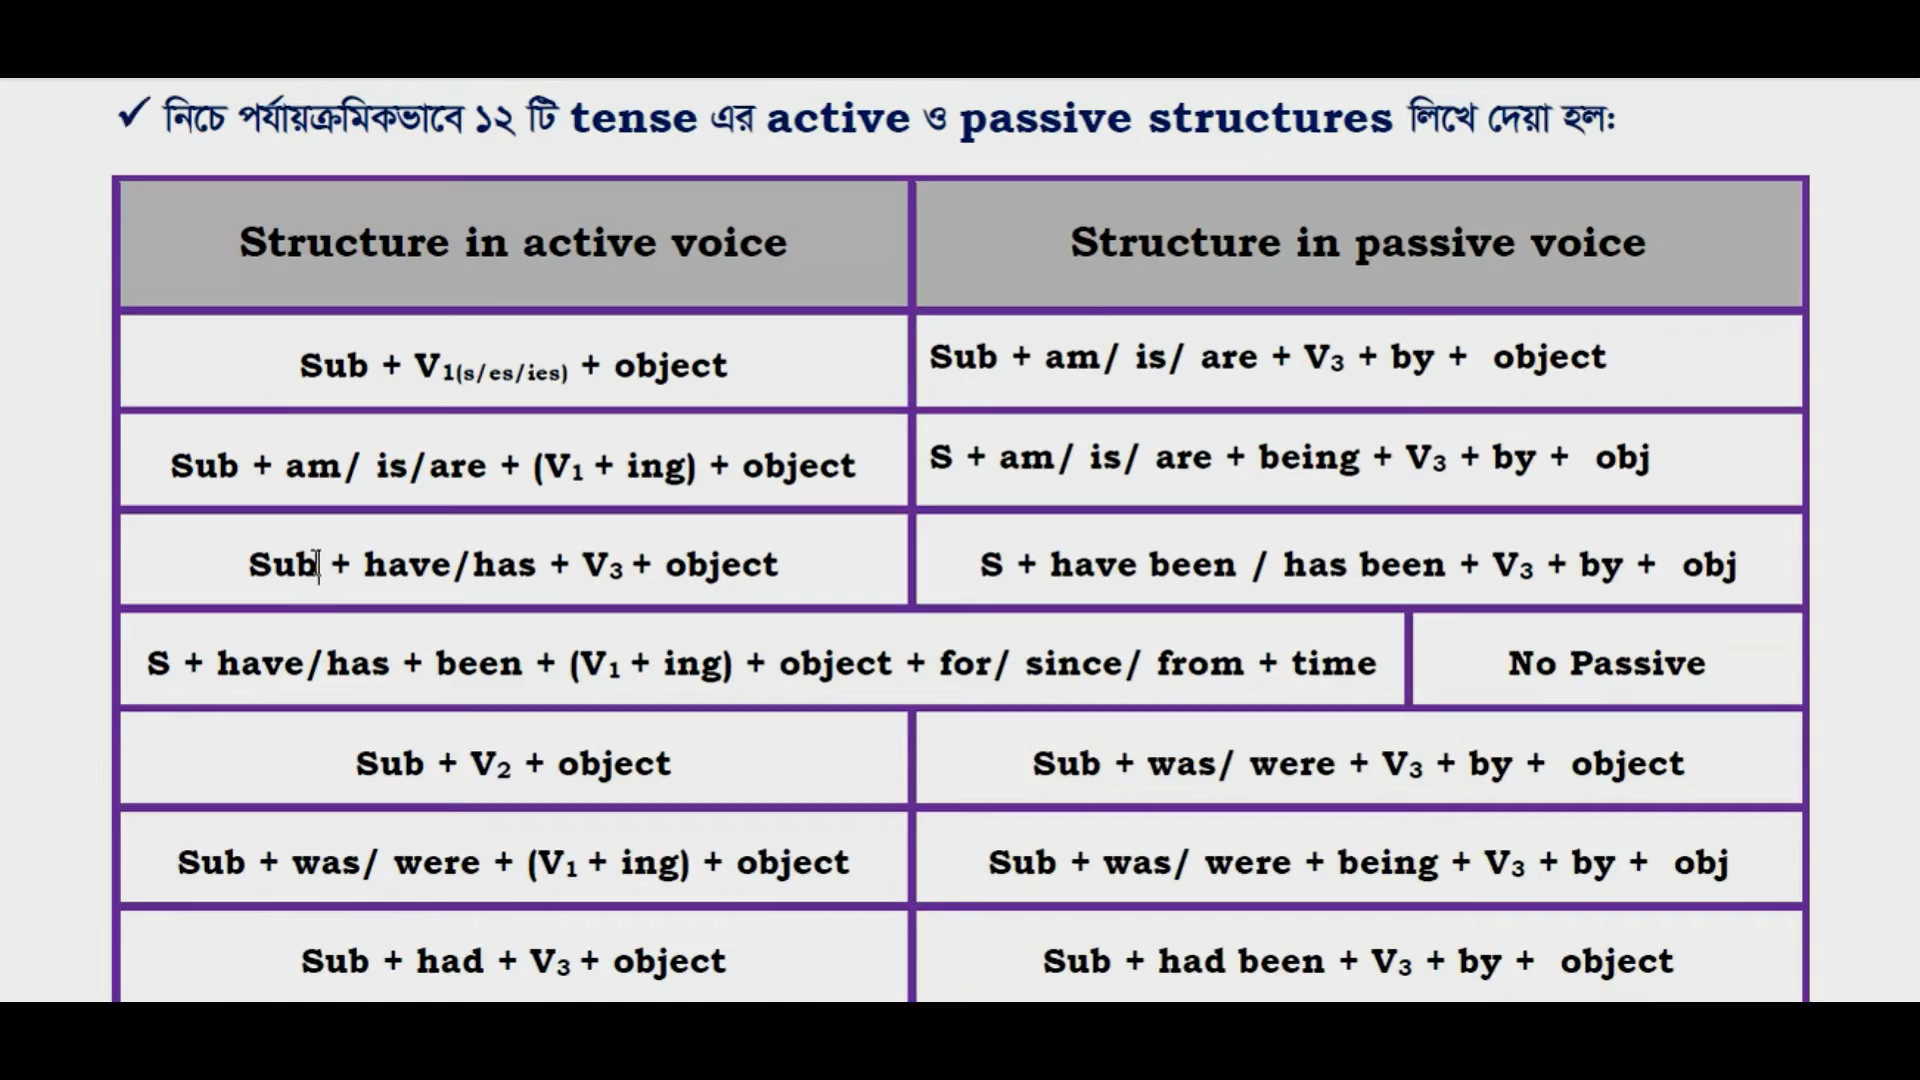 ✓ নিচে পর্যায়ক্রমিকভাবে ১২ টি tense এর active ও passive structures লিখে দেয়া হল:
Structure in active voice Structure in passive voice
Sub + V1(s/es/ies) + object Sub + am/ is/ are + V3 + by + object
Sub + am/ is/are + (V1 + ing) + object S + am/ is/ are + being + V3 + by + obj
Sub + have/has + V3 + object S + have been / has been + V3 + by + obj
S + have/has + been + (V1 + ing) + object + for/ since/ from + time No Passive
Sub + V2 + object Sub + was/ were + V3 + by + object
Sub + was/ were + (V1 + ing) + object Sub + was/ were + being + V3 + by + obj
Sub + had + V3 + object Sub + had been + V3 + by + object